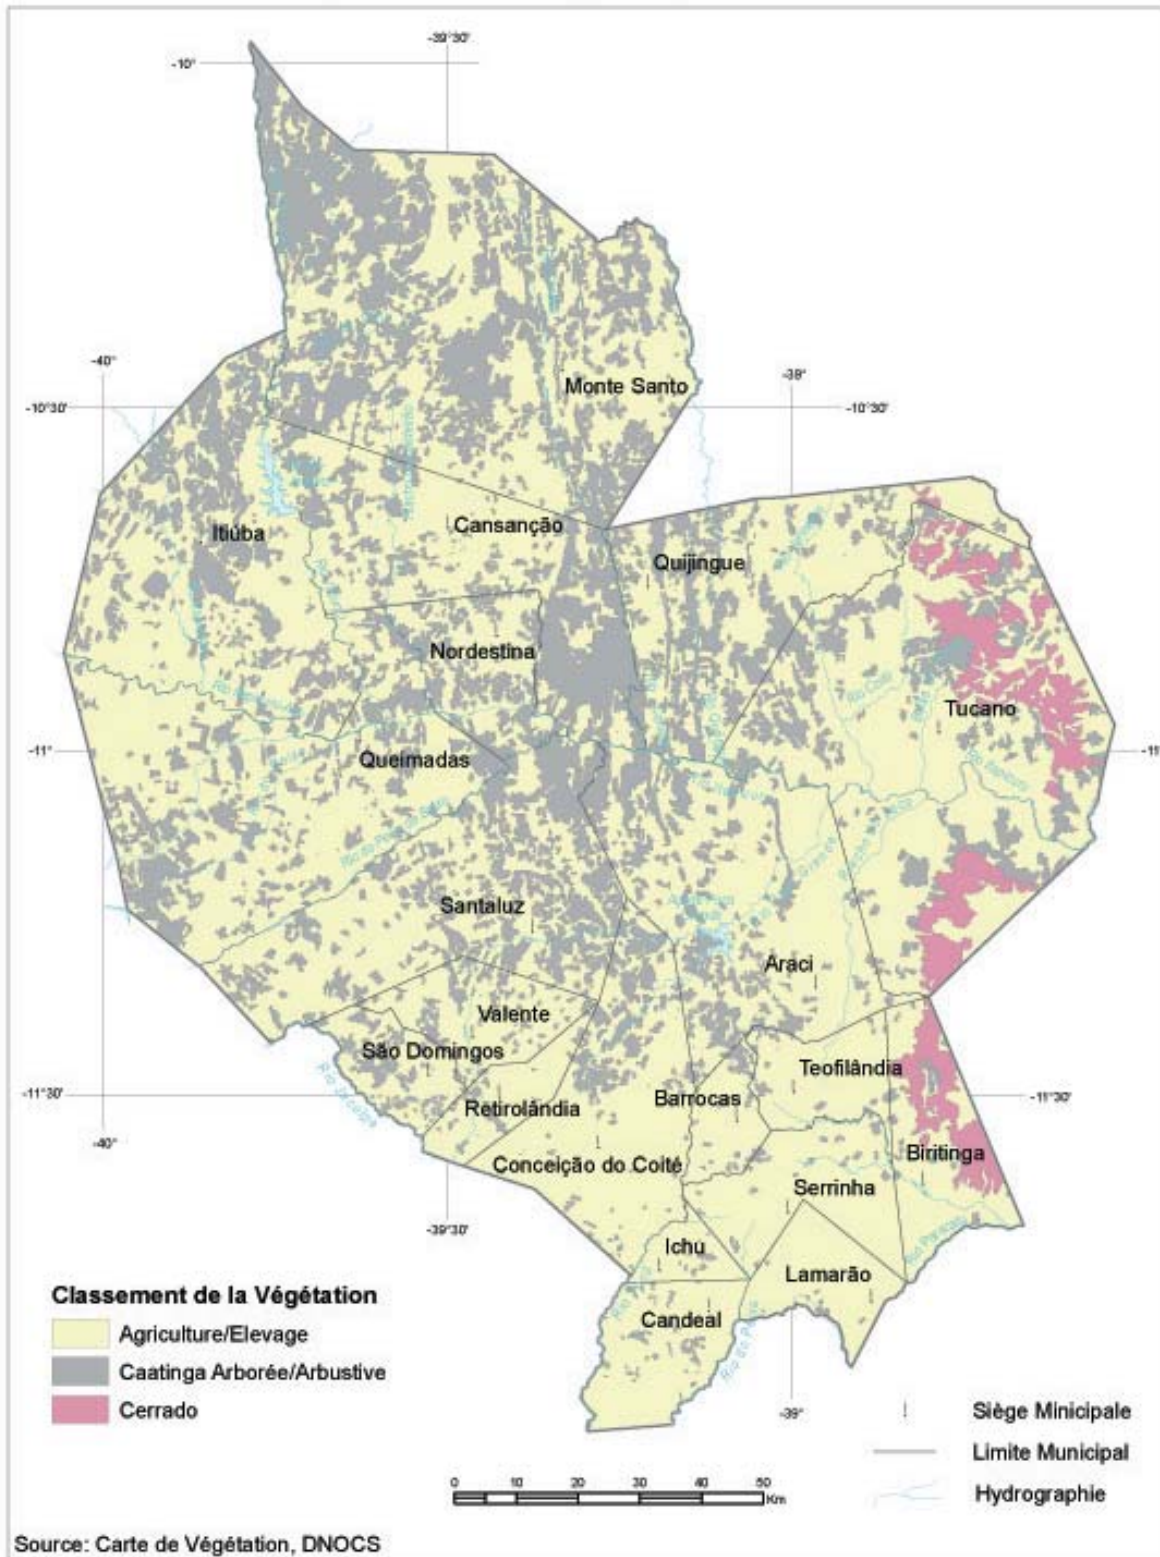 -39°30'
-10°
-40°
-39°
-10°30'
-10°30'
Monte Santo
Cansanção
Itiúba
Quijingue
Nordestina
Tucano
Queimadas
-11°
-11
Santaluz
Araci
Valente
São Domingos
Teofilândia
-11°30'
-11°30'
Retirolândia
Barrocas
-40°
Biritinga
Conceição do Coité
Serrinha
-39°30'
Ichu
Lamarão
Candeal
-39°
Classement de la Végétation
Agriculture/Elevage
Caatinga Arborée/Arbustive
Cerrado
Siège Minicipale
Limite Municipal
Hydrographie
0 10 20 30 40 50
Km
Source: Carte de Végétation, DNOCS